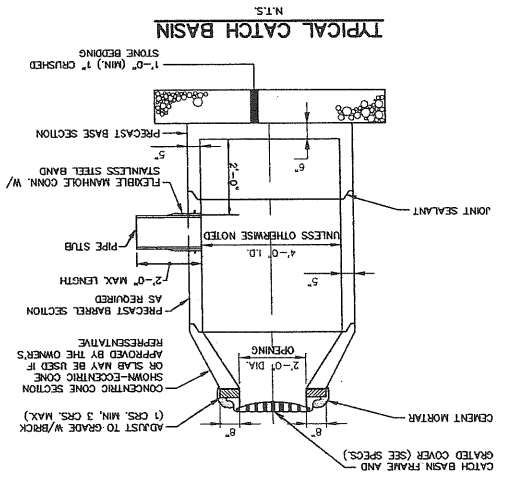 CATCH BASIN FRAME AND
GRATED COVER (SEE SPECS.)
CEMENT MORTAR
8"
8"
ADJUST TO GRADE W/BRICK
(1 CRS. MIN, 3, CRS. MAX.)
2'-0" DIA.
OPENING
CONCENTRIC CONE SECTION
SHOWN-ECCENTRIC CONE
OR SLAB MAY BE USED IF
APPROVED BY THE OWNER'S
REPRESENTATIVE
PRECAST BARREL SECTION
AS REQUIRED
5"
4'-0" I.D.
UNLESS OTHERWISE NOTED
2'-0" MAX. LENGTH
PIPE STUB
JOINT SEALANT
FLEXIBLE MANHOLE CONN. W/
STAINLESS STEEL BAND
6"
2'-0"
5"
PRECAST BASE SECTION
1'-0" (MIN.) 1" CRUSHED
STONE BEDDING
TYPICAL CATCH BASIN
N.T.S.